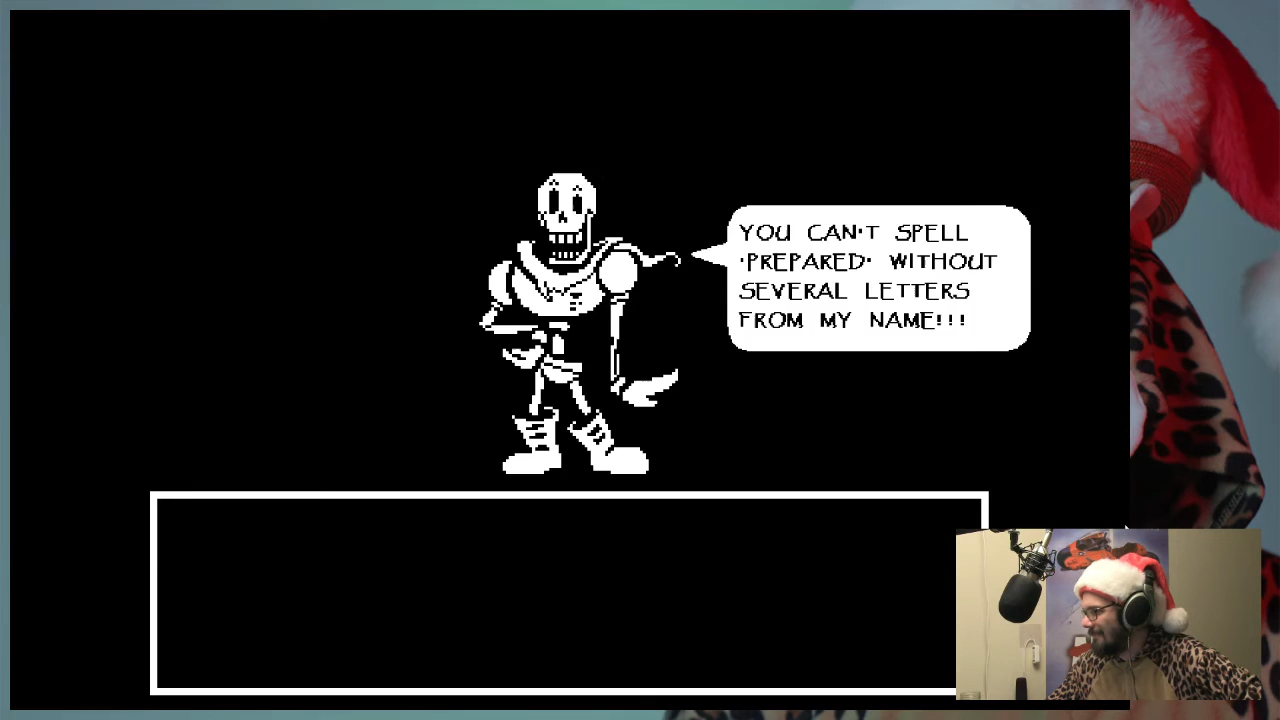 YOU CAN'T SPELL
'PREPARED' WITHOUT
SEVERAL LETTERS
FROM MY NAME!!!